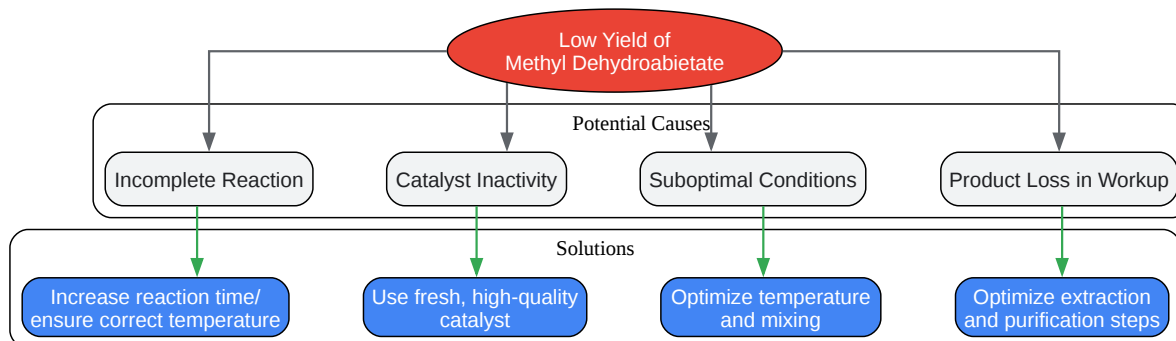 Low Yield of
Methyl Dehydroabietate
Potential Causes
Incomplete Reaction
Catalyst Inactivity
Suboptimal Conditions
Product Loss in Workup
Solutions
Increase reaction time/
ensure correct temperature
Use fresh, high-quality
catalyst
Optimize temperature
and mixing
Optimize extraction
and purification steps